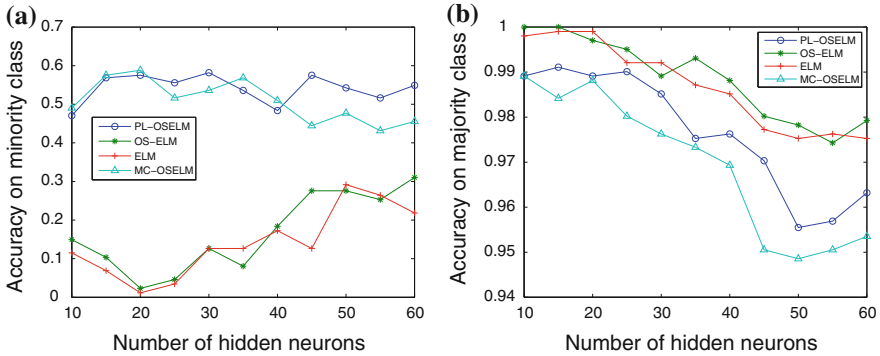 (a)
Accuracy on minority class
0.7
0.6
0.5
0.4
0.3
0.2
0.1
0
PL-OSELM
OS-ELM
ELM
MC-OSELM
10 20 30 40 50 60
Number of hidden neurons
(b)
Accuracy on majority class
1
0.99
0.98
0.97
0.96
0.95
0.94
PL-OSELM
OS-ELM
ELM
MC-OSELM
10 20 30 40 50 60
Number of hidden neurons